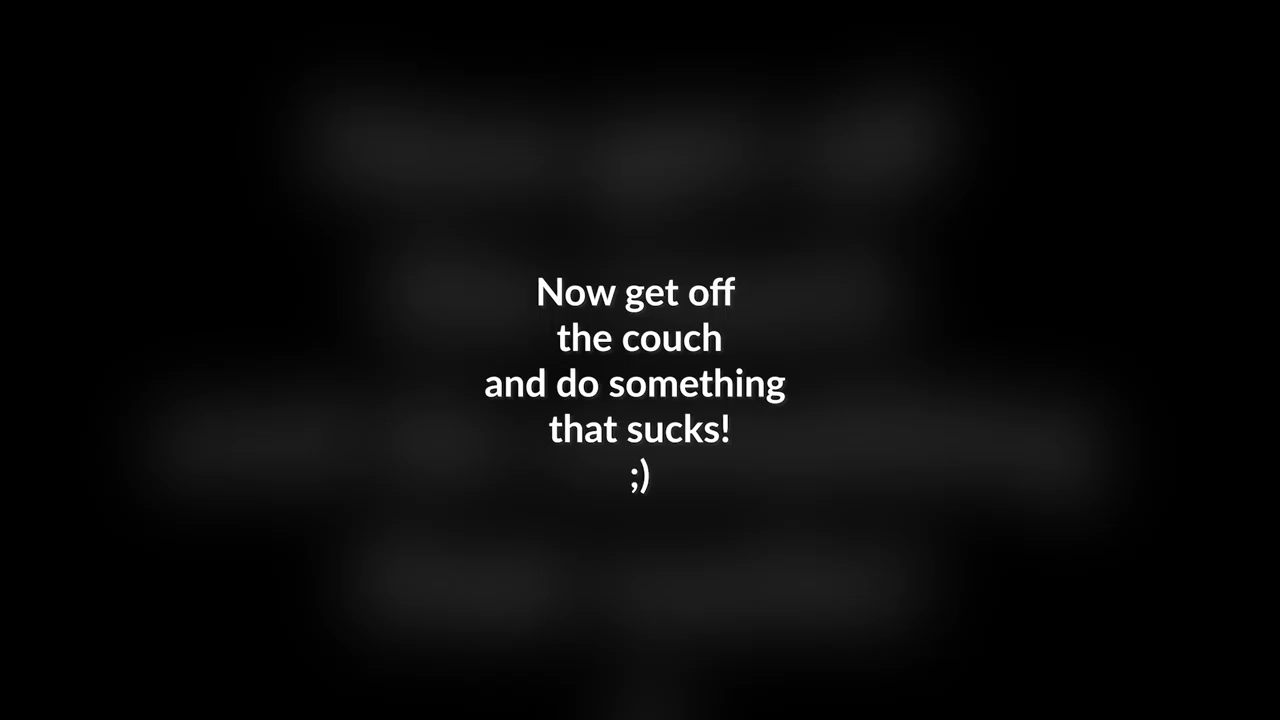 Now get off
the couch
and do something
that sucks!
;)